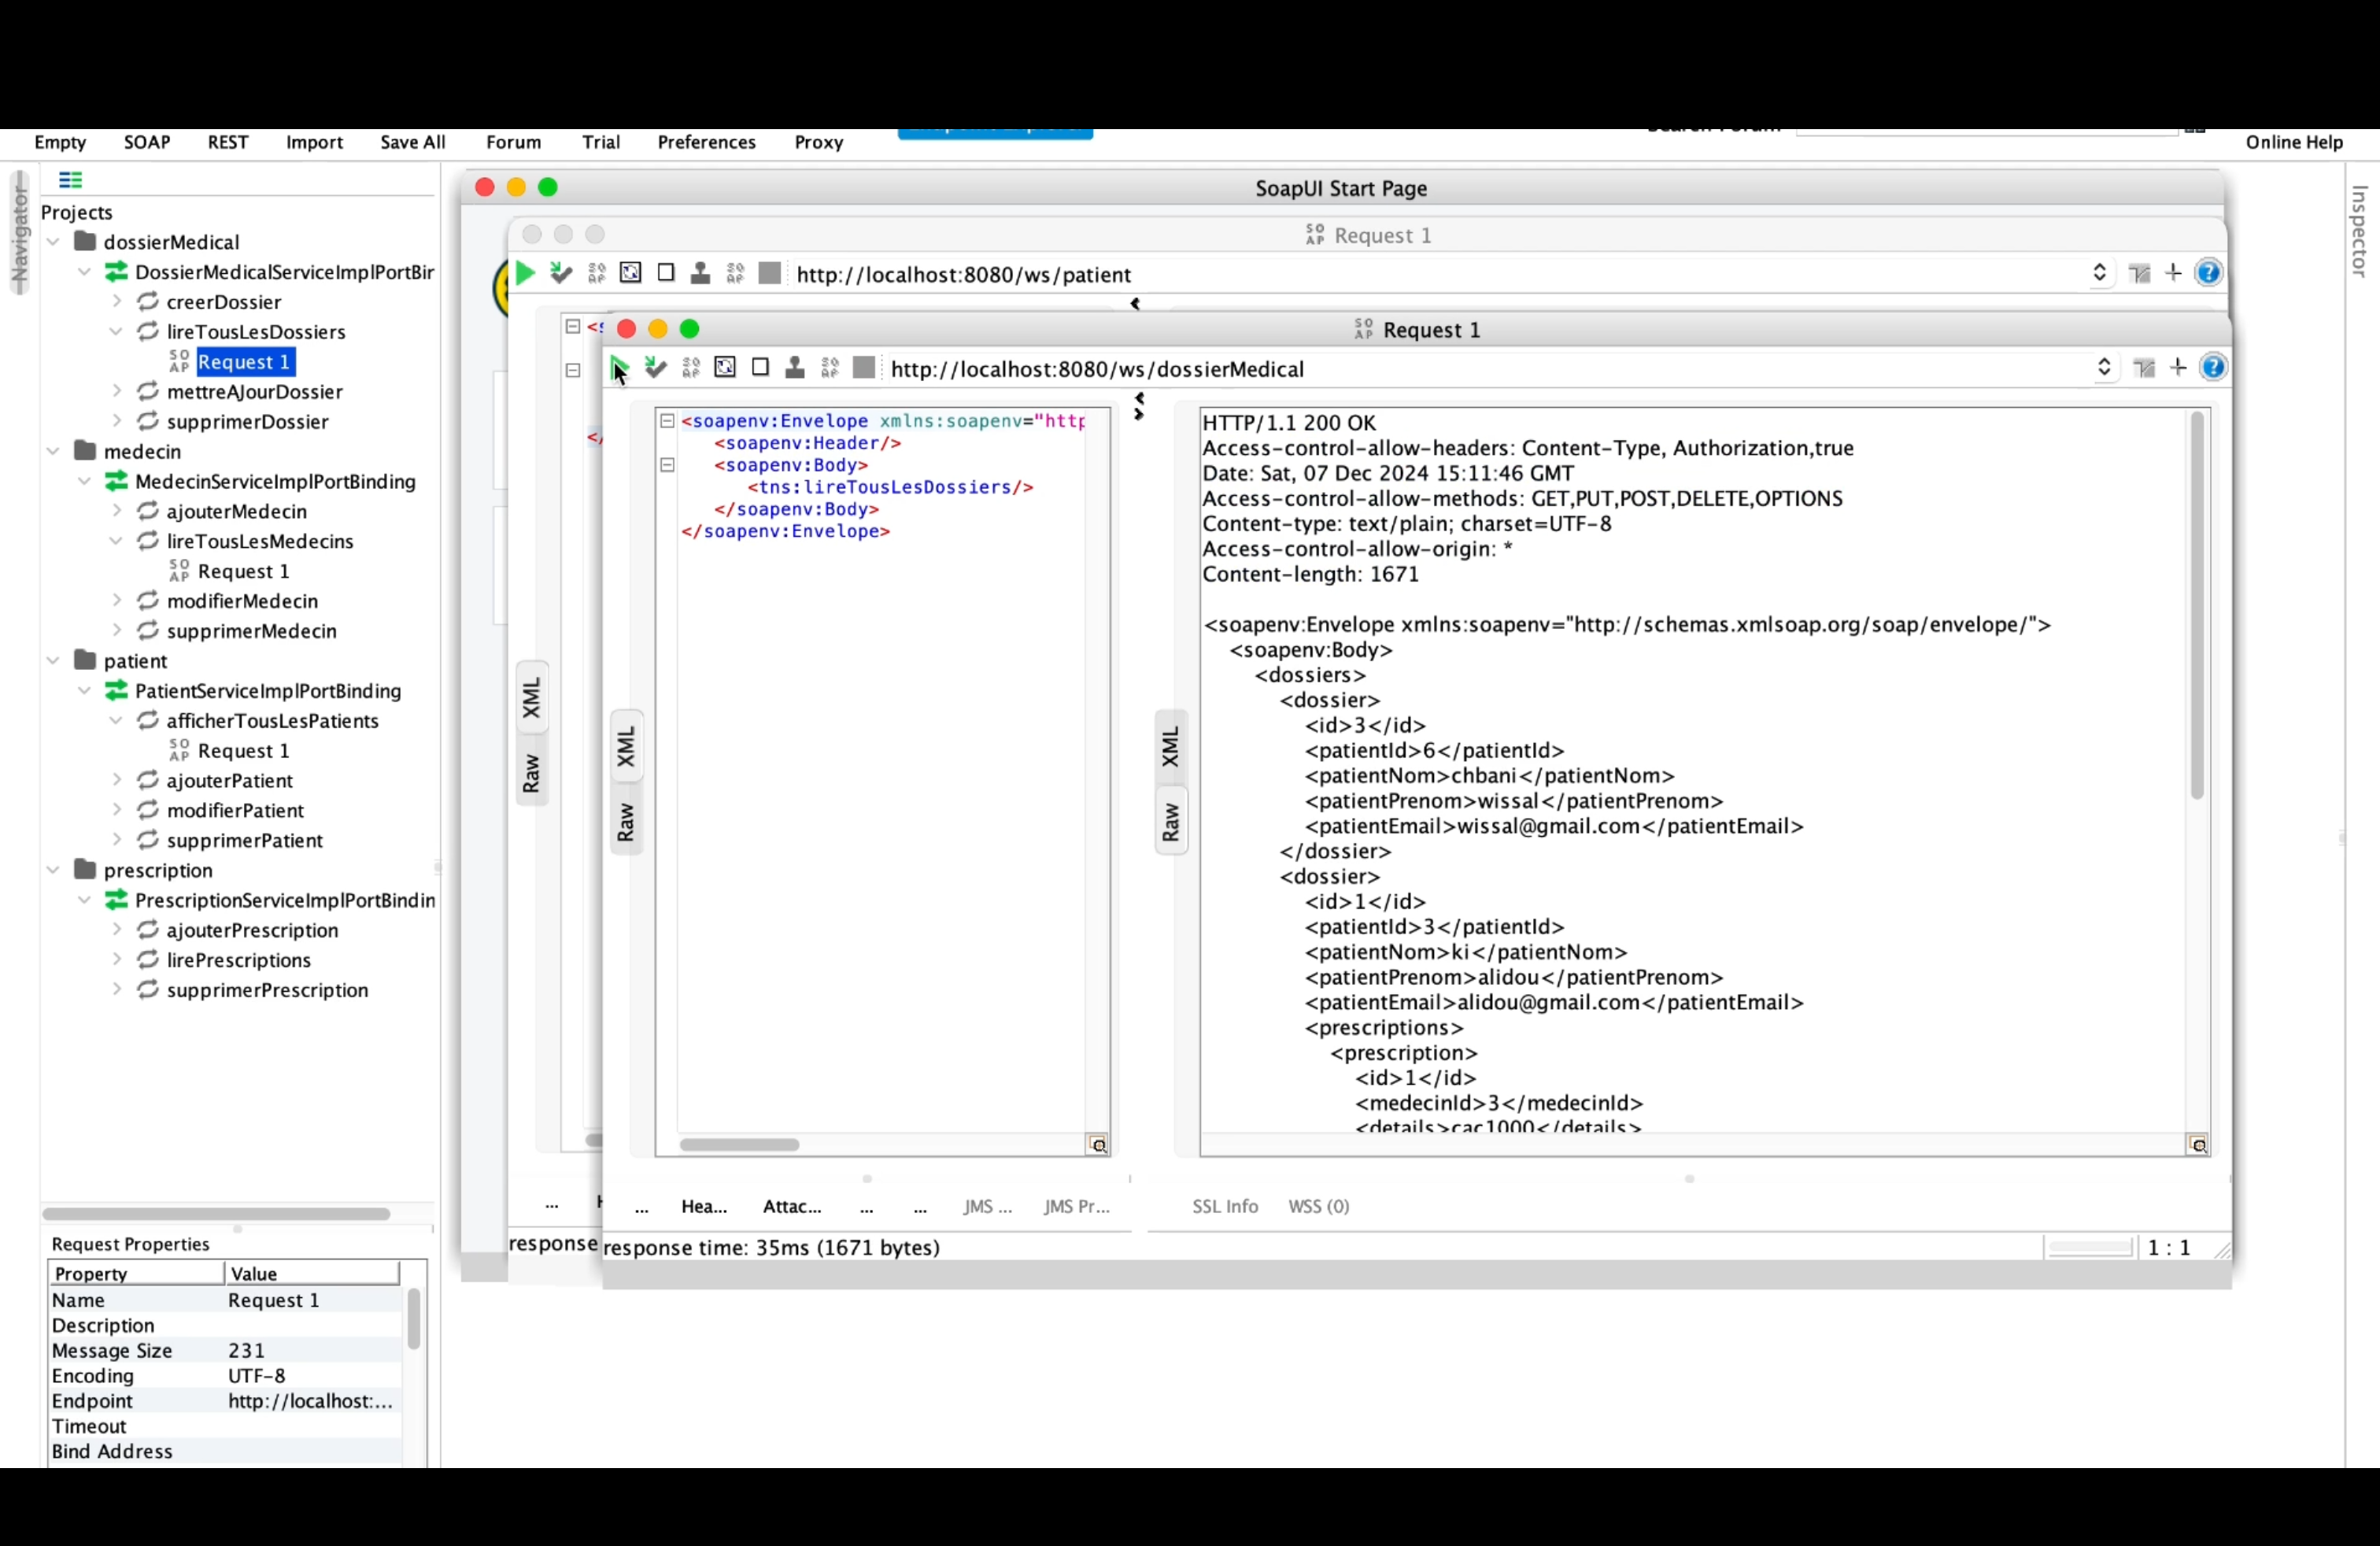 Empty SOAP REST Import Save All Forum Trial Preferences Proxy Online Help
Navigator
Projects
dossierMedical
DossierMedicalServiceImplPortBir
creerDossier
lireTousLesDossiers
Request 1
mettreAJourDossier
supprimerDossier
medecin
MedecinServiceImplPortBinding
ajouterMedecin
lireTousLesMedecins
Request 1
modifierMedecin
supprimerMedecin
patient
PatientServiceImplPortBinding
afficherTousLesPatients
Request 1
ajouterPatient
modifierPatient
supprimerPatient
prescription
PrescriptionServiceImplPortBindin
ajouterPrescription
lirePrescriptions
supprimerPrescription
Request Properties
Property Value
Name Request 1
Description
Message Size 231
Encoding UTF-8
Endpoint http://localhost:...
Timeout
Bind Address
SoapUI Start Page
Request 1
http://localhost:8080/ws/patient
XML
Raw
...
response
Request 1
http://localhost:8080/ws/dossierMedical
XML
Raw
<soapenv:Envelope xmlns:soapenv="http
<soapenv:Header/>
<soapenv:Body>
<tns:lireTousLesDossiers/>
</soapenv:Body>
</soapenv:Envelope>
XML
Raw
HTTP/1.1 200 OK
Access-control-allow-headers: Content-Type, Authorization,true
Date: Sat, 07 Dec 2024 15:11:46 GMT
Access-control-allow-methods: GET,PUT,POST,DELETE,OPTIONS
Content-type: text/plain; charset=UTF-8
Access-control-allow-origin: *
Content-length: 1671
<soapenv:Envelope xmlns:soapenv="http://schemas.xmlsoap.org/soap/envelope/">
<soapenv:Body>
<dossiers>
<dossier>
<id>3</id>
<patientId>6</patientId>
<patientNom>chbani</patientNom>
<patientPrenom>wissal</patientPrenom>
<patientEmail>wissal@gmail.com</patientEmail>
</dossier>
<dossier>
<id>1</id>
<patientId>3</patientId>
<patientNom>ki</patientNom>
<patientPrenom>alidou</patientPrenom>
<patientEmail>alidou@gmail.com</patientEmail>
<prescriptions>
<prescription>
<id>1</id>
<medecinId>3</medecinId>
<details>cac1000</details>
... Hea... Attac... ... ... JMS ... JMS Pr... SSL Info WSS (0)
response time: 35ms (1671 bytes) 1 : 1
Inspector